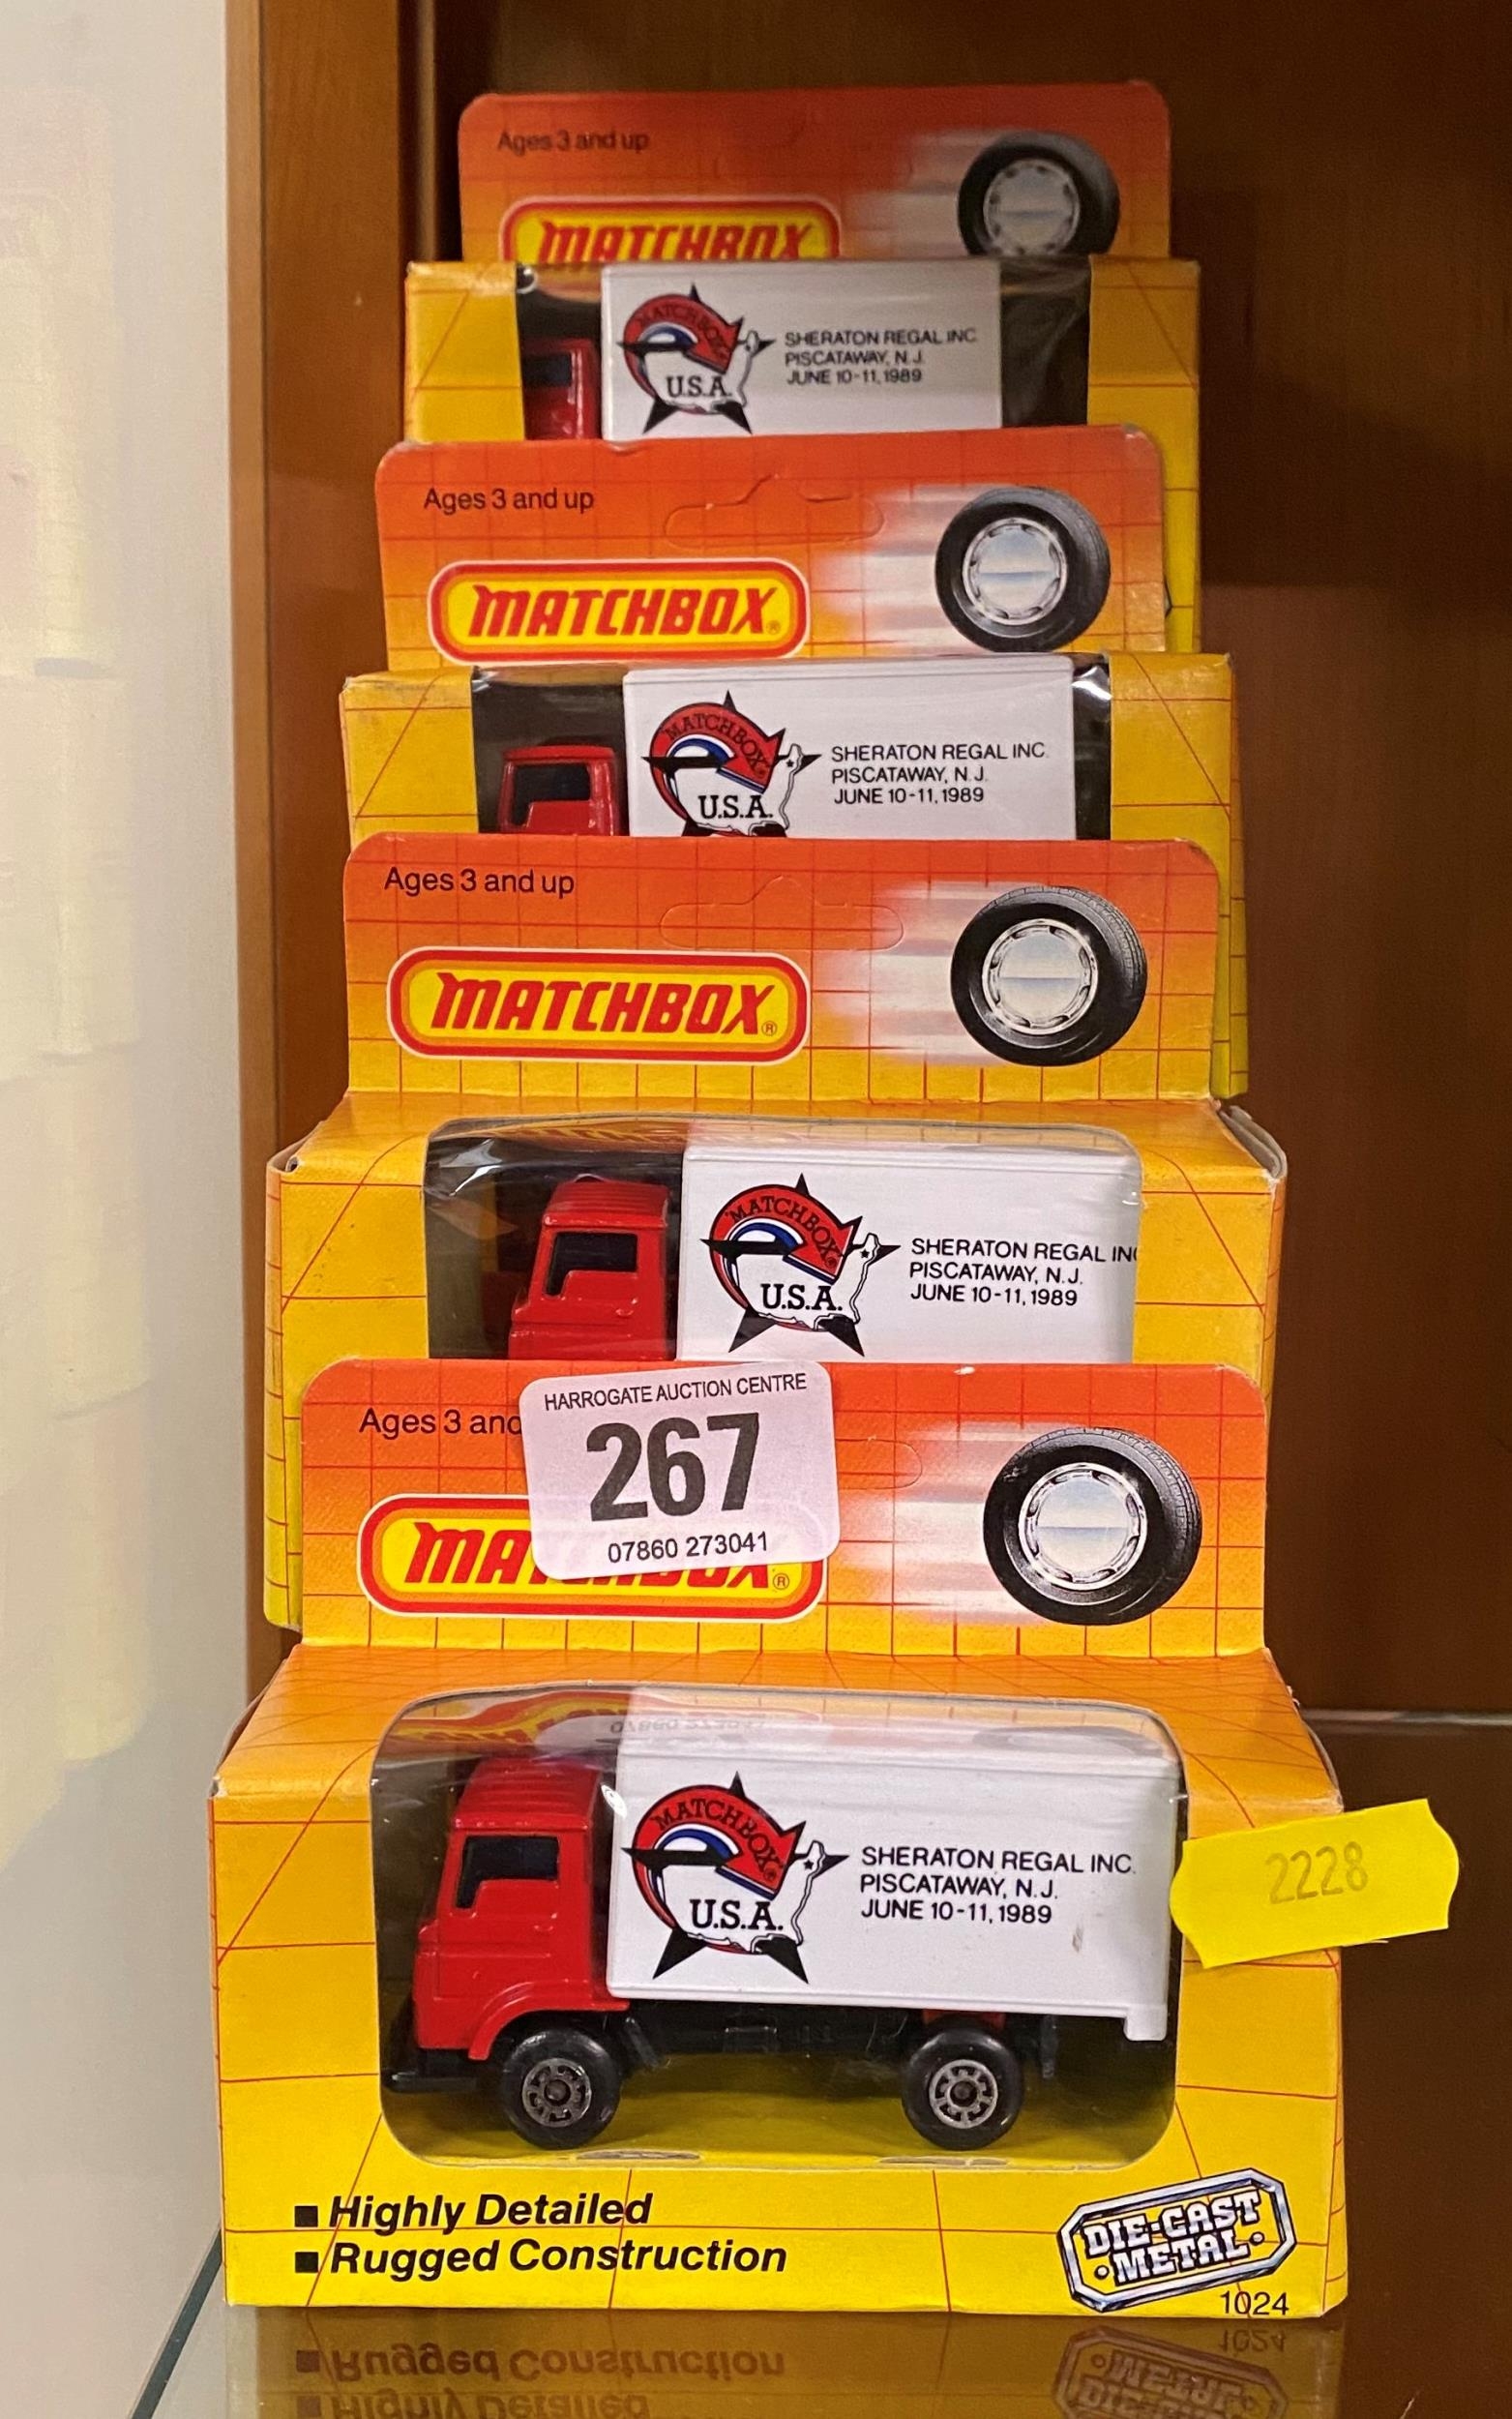 Ages 3 and up
MATCHBOX
MATCHBOX
U.S.A.
SHERATON REGAL INC.
PISCATAWAY, N.J.
JUNE 10-11, 1989
Ages 3 and up
MATCHBOX®
MATCHBOX®
U.S.A.
SHERATON REGAL INC.
PISCATAWAY, N.J.
JUNE 10-11, 1989
Ages 3 and up
MATCHBOX®
MATCHBOX®
U.S.A.
SHERATON REGAL INC
PISCATAWAY, N.J.
JUNE 10-11, 1989
Ages 3 and
HARROGATE AUCTION CENTRE
267
07860 273041
MATCHBOX®
MATCHBOX®
U.S.A.
SHERATON REGAL INC.
PISCATAWAY, N.J.
JUNE 10-11, 1989
2228
■ Highly Detailed
■ Rugged Construction
DIE-CAST
METAL
1024